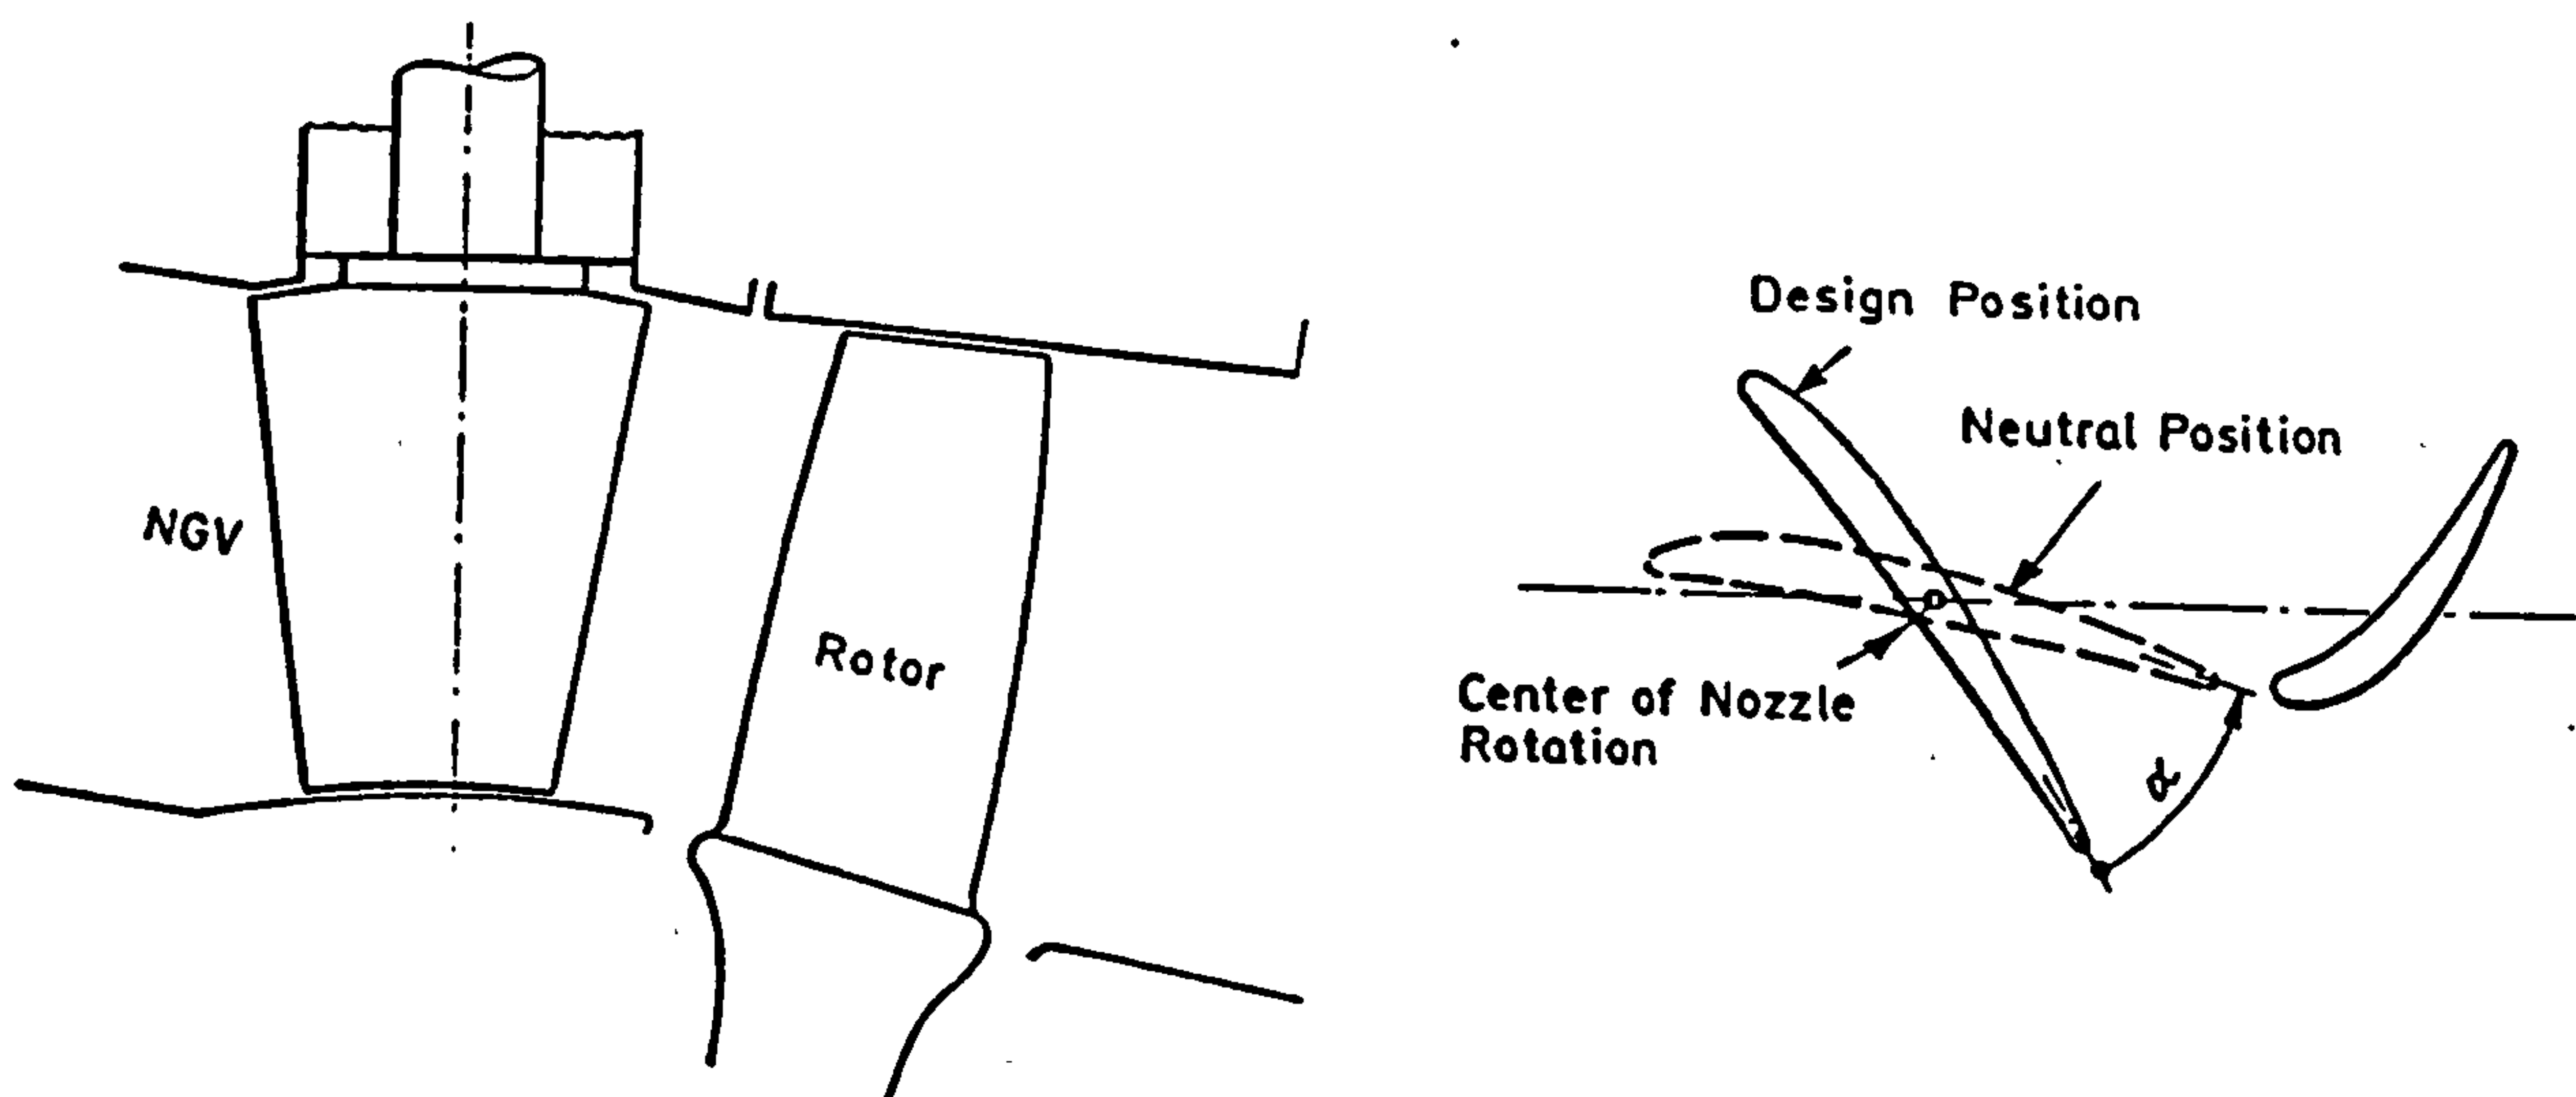 NGV
Rotor
Design Position
Neutral Position
Center of Nozzle
Rotation
α